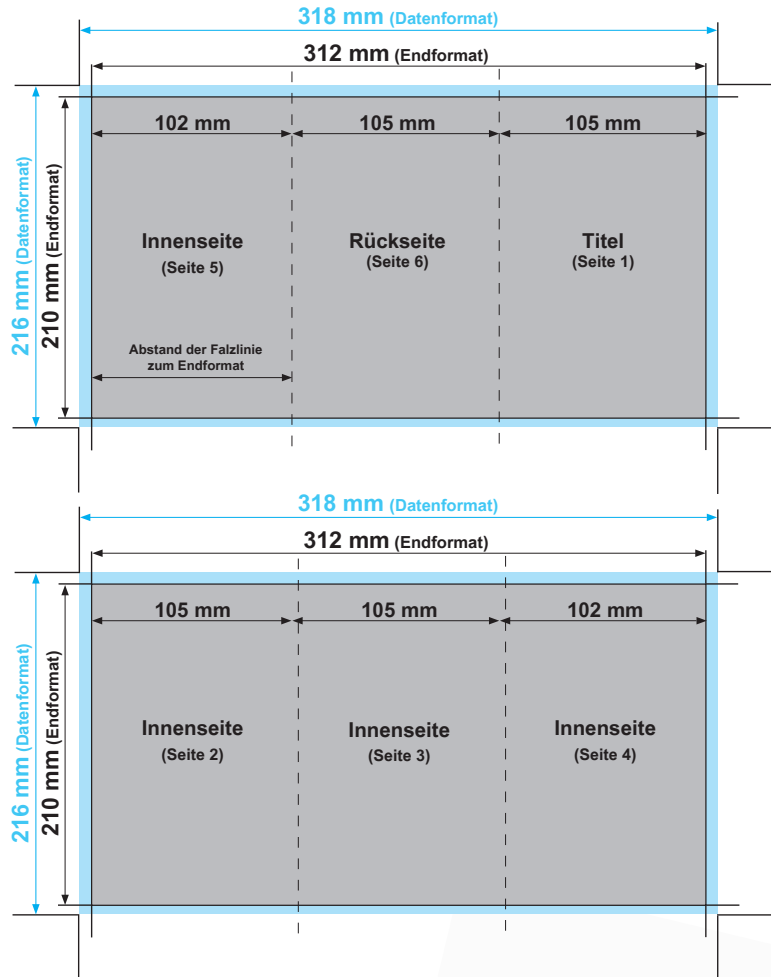 318 mm (Datenformat)
312 mm (Endformat)
102 mm
105 mm
105 mm
216 mm (Datenformat)
210 mm (Endformat)
Innenseite
(Seite 5)
Rückseite
(Seite 6)
Titel
(Seite 1)
Abstand der Falzlinie
zum Endformat
318 mm (Datenformat)
312 mm (Endformat)
105 mm
105 mm
102 mm
216 mm (Datenformat)
210 mm (Endformat)
Innenseite
(Seite 2)
Innenseite
(Seite 3)
Innenseite
(Seite 4)